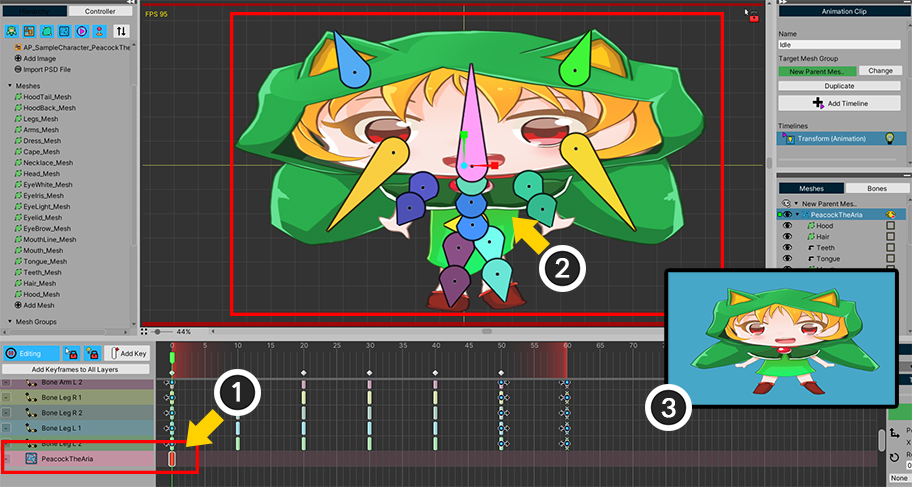 Hierarchy
Controller
AP_SampleCharacter_PeacockThe
Add Image
Import PSD File
Meshes
HoodTail_Mesh
HoodBack_Mesh
Legs_Mesh
Arms_Mesh
Dress_Mesh
Cape_Mesh
Necklace_Mesh
Head_Mesh
EyeWhite_Mesh
EyeIris_Mesh
EyeLight_Mesh
Eyelid_Mesh
EyeBrow_Mesh
MouthLine_Mesh
Mouth_Mesh
Tongue_Mesh
Teeth_Mesh
Hair_Mesh
Hood_Mesh
Add Mesh
Mesh Groups
FPS 95
2
44%
Animation Clip
Name
Idle
Target Mesh Group
New Parent Mes..
Change
Duplicate
Add Timeline
Timelines
Transform (Animation)
Meshes
Bones
New Parent Mes..
PeacockTheAria
Hood
Hair
Teeth
Tongue
3
Editing
Add Key
Add Keyframes to All Layers
0 5 10 15 20 25 30 35 40 45 50 55 60 65 70 75
Bone Arm L 2
Bone Leg R 1
Bone Leg R 2
Bone Leg L 1
Bone Leg L 2
PeacockTheAria
1
X
None